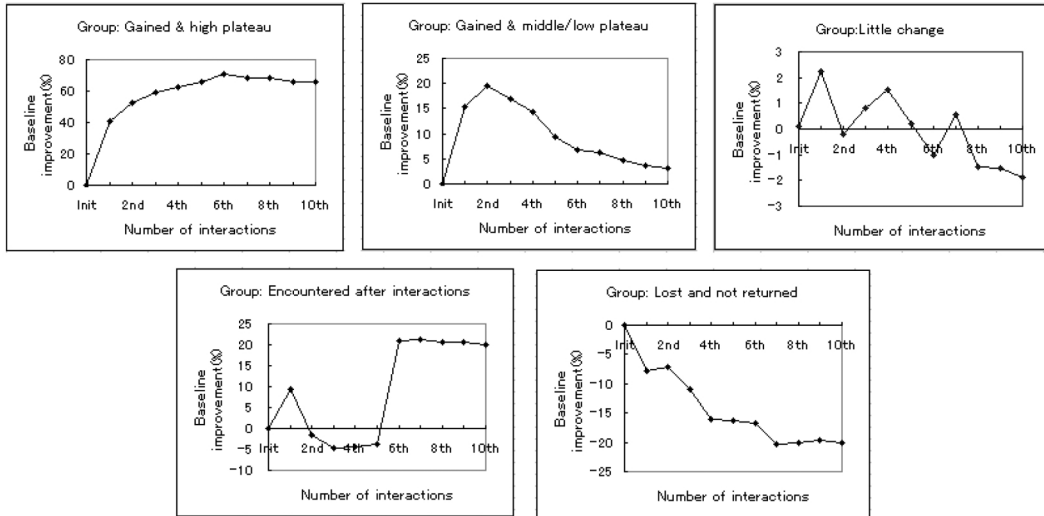 Group: Gained & high plateau
Baseline
improvement(%)
80
60
40
20
0
Init 2nd 4th 6th 8th 10th
Number of interactions
Group: Gained & middle/low plateau
Baseline
improvement(%)
25
20
15
10
5
0
Init 2nd 4th 6th 8th 10th
Number of interactions
Group:Little change
Baseline
improvement(%)
3
2
1
0
-1
-2
-3
Init 2nd 4th 6th 8th 10th
Number of interactions
Group: Encountered after interactions
Baseline
improvement(%)
25
20
15
10
5
0
-5
-10
Init 2nd 4th 6th 8th 10th
Number of interactions
Group: Lost and not returned
Baseline
improvement(%)
0
-5
-10
-15
-20
-25
Init 2nd 4th 6th 8th 10th
Number of interactions